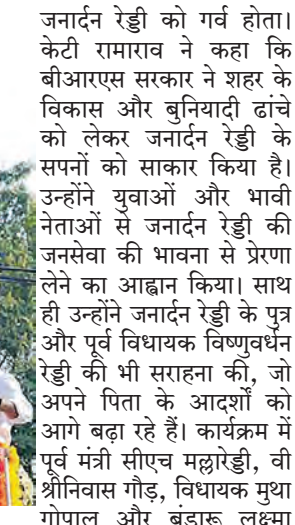 जनार्दन रेड्डी को गर्व होता।
केटी रामाराव ने कहा कि
बीआरएस सरकार ने शहर के
विकास और बुनियादी ढांचे
को लेकर जनार्दन रेड्डी के
सपनों को साकार किया है।
उन्होंने युवाओं और भावी
नेताओं से जनार्दन रेड्डी की
जनसेवा की भावना से प्रेरणा
लेने का आह्वान किया। साथ
ही उन्होंने जनार्दन रेड्डी के पुत्र
और पूर्व विधायक विष्णुवर्धन
रेड्डी की भी सराहना की, जो
अपने पिता के आदर्शों को
आगे बढ़ा रहे हैं। कार्यक्रम में
पूर्व मंत्री सीएच मल्लारेड्डी, वी
श्रीनिवास गौड़, विधायक मुथा
गोपाल और बंडारू लक्ष्मा